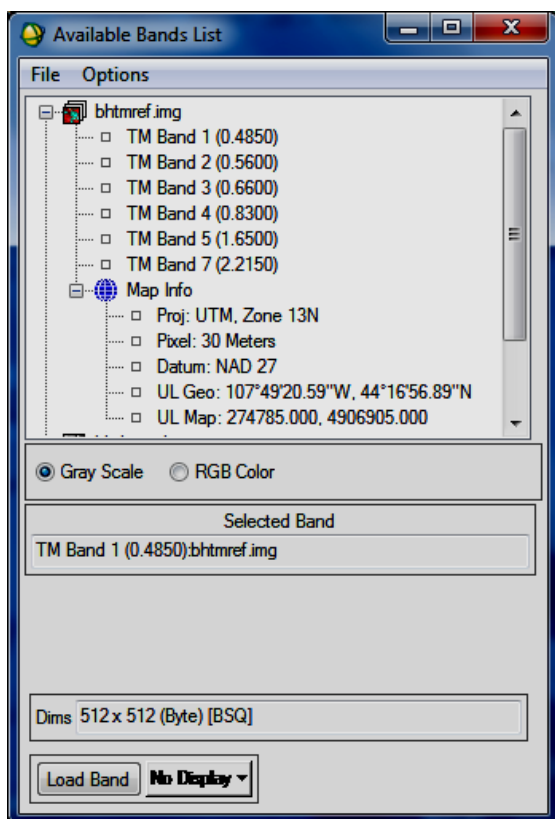 Available Bands List
File Options
bhtmref.img
TM Band 1 (0.4850)
TM Band 2 (0.5600)
TM Band 3 (0.6600)
TM Band 4 (0.8300)
TM Band 5 (1.6500)
TM Band 7 (2.2150)
Map Info
Proj: UTM, Zone 13N
Pixel: 30 Meters
Datum: NAD 27
UL Geo: 107°49'20.59"W, 44°16'56.89"N
UL Map: 274785.000, 4906905.000
Gray Scale RGB Color
Selected Band
TM Band 1 (0.4850):bhtmref.img
Dims 512 x 512 (Byte) [BSQ]
Load Band No Display